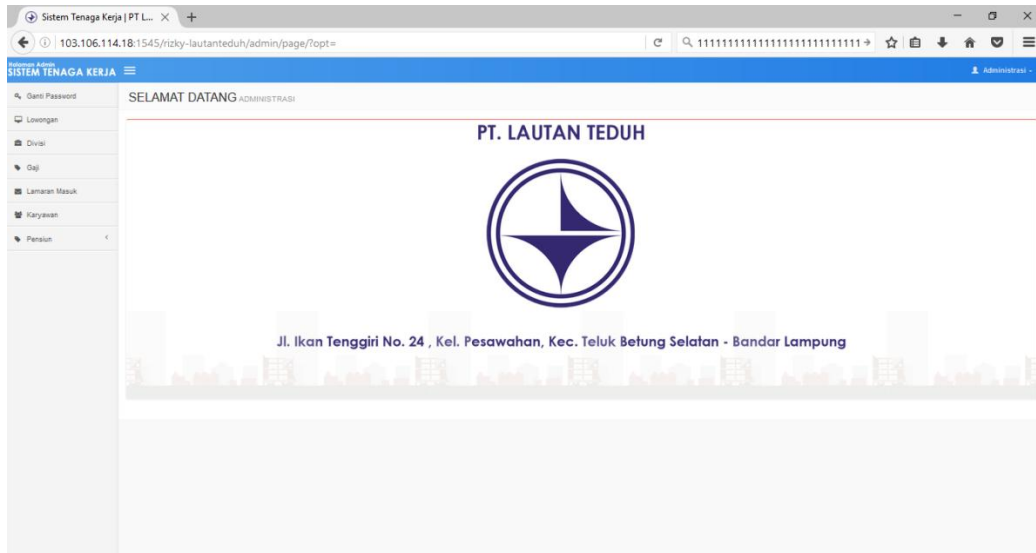 Sistem Tenaga Kerja | PT L...
103.106.114.18:1545/rizky-lautanteduh/admin/page/?opt=
Halaman Admin
SISTEM TENAGA KERJA
Administrasi
Ganti Password
SELAMAT DATANG ADMINISTRASI
Lowongan
Divisi
Gaji
Lamaran Masuk
Karyawan
Pensiun
PT. LAUTAN TEDUH
Jl. Ikan Tenggiri No. 24 , Kel. Pesawahan, Kec. Teluk Betung Selatan - Bandar Lampung